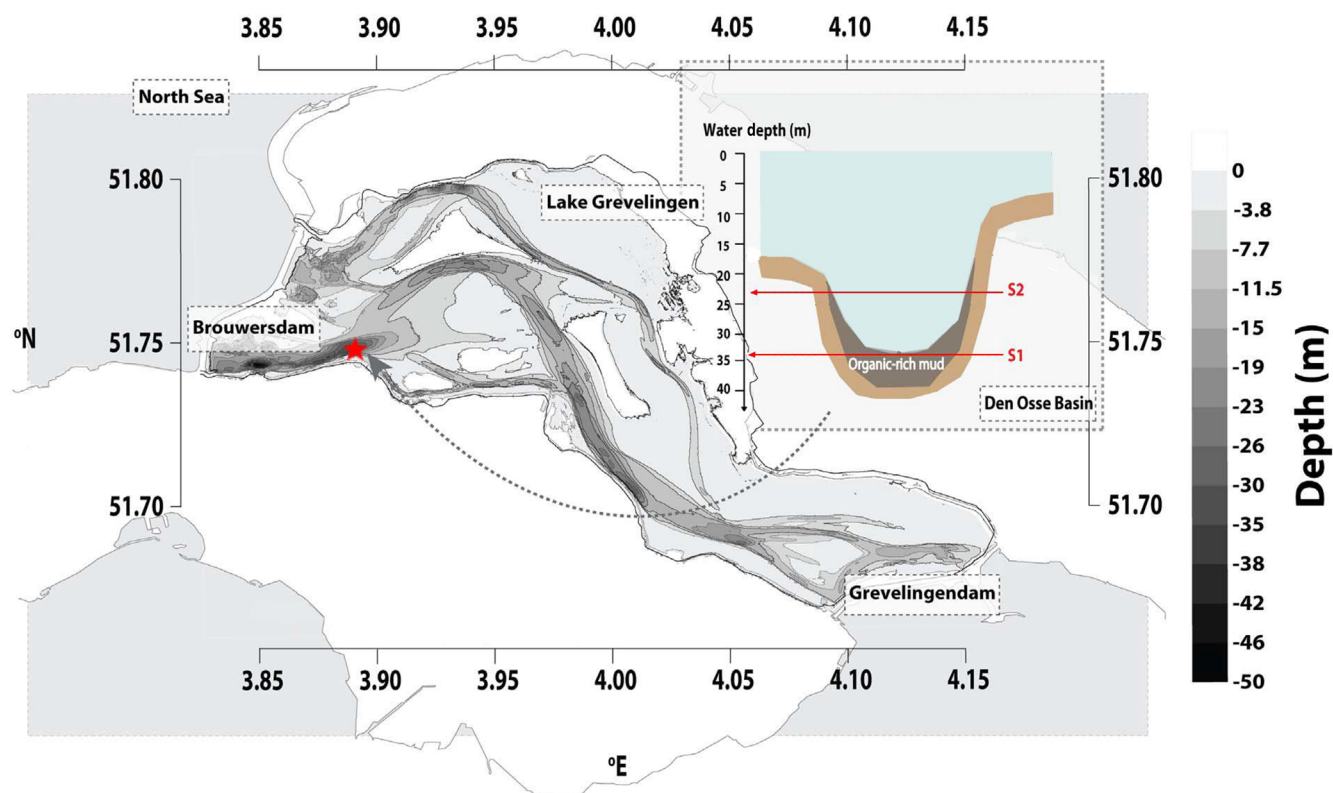 3.85 3.90 3.95 4.00 4.05 4.10 4.15
North Sea
Water depth (m)
0
5
10
15
20
25
30
35
40
S2
S1
Organic-rich mud
Den Osse Basin
51.80
Lake Grevelingen
51.80
Brouwersdam
ºN
51.75
51.75
51.70
51.70
Grevelingendam
3.85 3.90 3.95 4.00 4.05 4.10 4.15
ºE
0
-3.8
-7.7
-11.5
-15
-19
-23
-26
-30
-35
-38
-42
-46
-50
Depth (m)